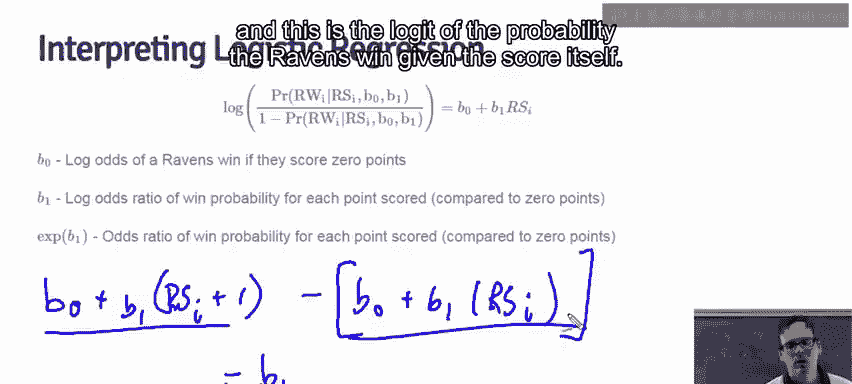 and this is the logit of the probability
the Ravens win given the score itself.
Interpreting Logistic Regression
log(Pr(RWᵢ|RSᵢ, b₀, b₁) / 1 − Pr(RWᵢ|RSᵢ, b₀, b₁)) = b₀ + b₁RSᵢ
b₀ - Log odds of a Ravens win if they score zero points
b₁ - Log odds ratio of win probability for each point scored (compared to zero points)
exp(b₁) - Odds ratio of win probability for each point scored (compared to zero points)
b₀ + b₁ (RSᵢ + 1) − [b₀ + b₁ (RSᵢ)]
= b₁